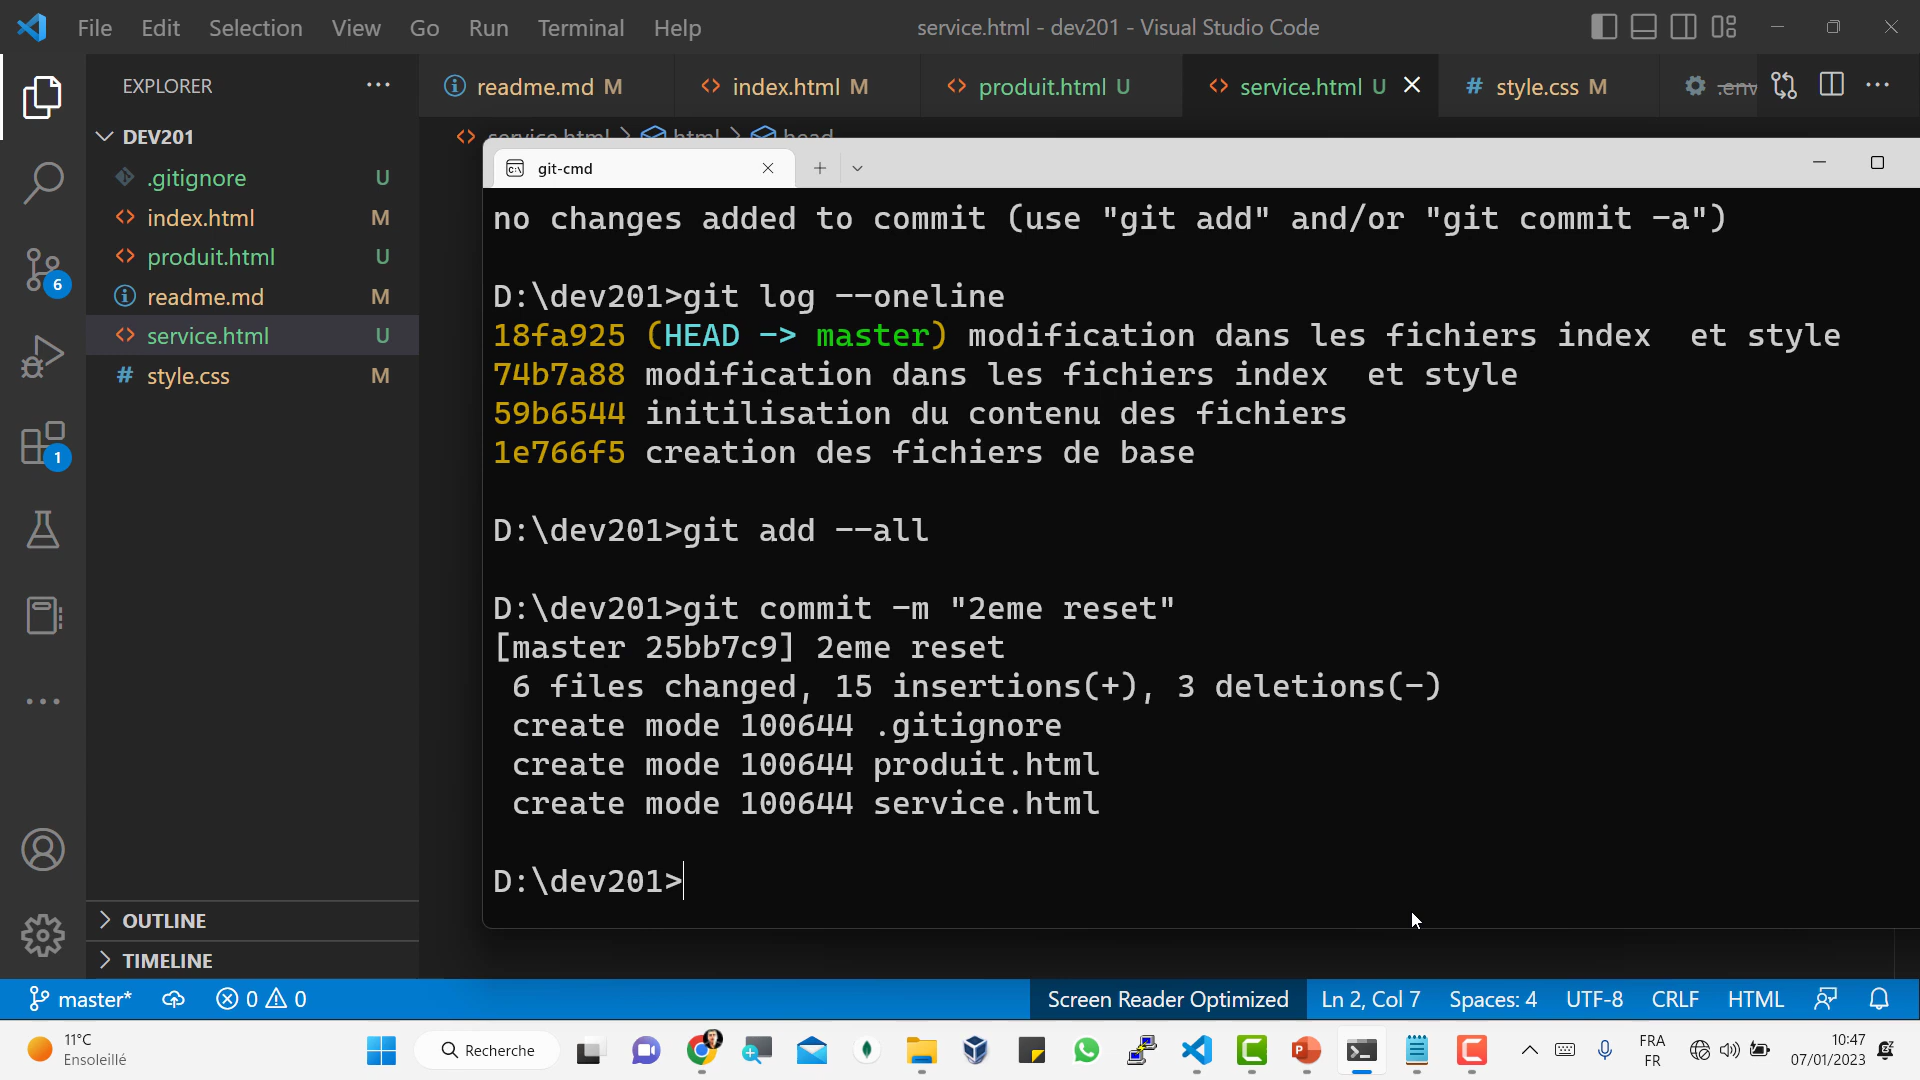 File Edit Selection View Go Run Terminal Help
service.html - dev201 - Visual Studio Code
EXPLORER
readme.md M
index.html M
produit.html U
service.html U
style.css M
.env
DEV201
.gitignore U
index.html M
produit.html U
readme.md M
service.html U
style.css M
6
1
service.html > html > head
git-cmd
no changes added to commit (use "git add" and/or "git commit -a")
D:\dev201>git log --oneline
18fa925 (HEAD -> master) modification dans les fichiers index  et style
74b7a88 modification dans les fichiers index  et style
59b6544 initilisation du contenu des fichiers
1e766f5 creation des fichiers de base
D:\dev201>git add --all
D:\dev201>git commit -m "2eme reset"
[master 25bb7c9] 2eme reset
6 files changed, 15 insertions(+), 3 deletions(-)
create mode 100644 .gitignore
create mode 100644 produit.html
create mode 100644 service.html
D:\dev201>
OUTLINE
TIMELINE
master* 0 0
Screen Reader Optimized Ln 2, Col 7 Spaces: 4 UTF-8 CRLF HTML
11°C
Ensoleillé
Recherche
FRA
FR
10:47
07/01/2023